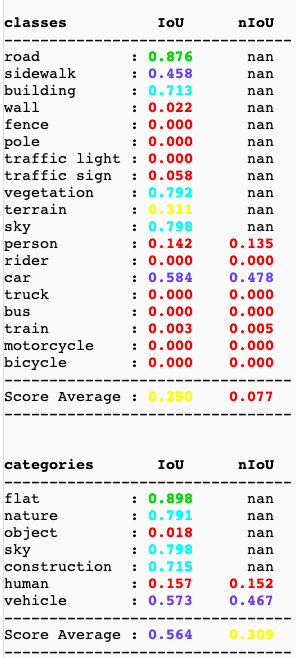 classes IoU nIoU
--------------------------------
road : 0.876 nan
sidewalk : 0.458 nan
building : 0.713 nan
wall : 0.022 nan
fence : 0.000 nan
pole : 0.000 nan
traffic light : 0.000 nan
traffic sign : 0.058 nan
vegetation : 0.792 nan
terrain : 0.311 nan
sky : 0.798 nan
person : 0.142 0.135
rider : 0.000 0.000
car : 0.584 0.478
truck : 0.000 0.000
bus : 0.000 0.000
train : 0.003 0.005
motorcycle : 0.000 0.000
bicycle : 0.000 0.000
--------------------------------
Score Average : 0.250 0.077
--------------------------------
categories IoU nIoU
--------------------------------
flat : 0.898 nan
nature : 0.791 nan
object : 0.018 nan
sky : 0.798 nan
construction : 0.715 nan
human : 0.157 0.152
vehicle : 0.573 0.467
--------------------------------
Score Average : 0.564 0.309
--------------------------------